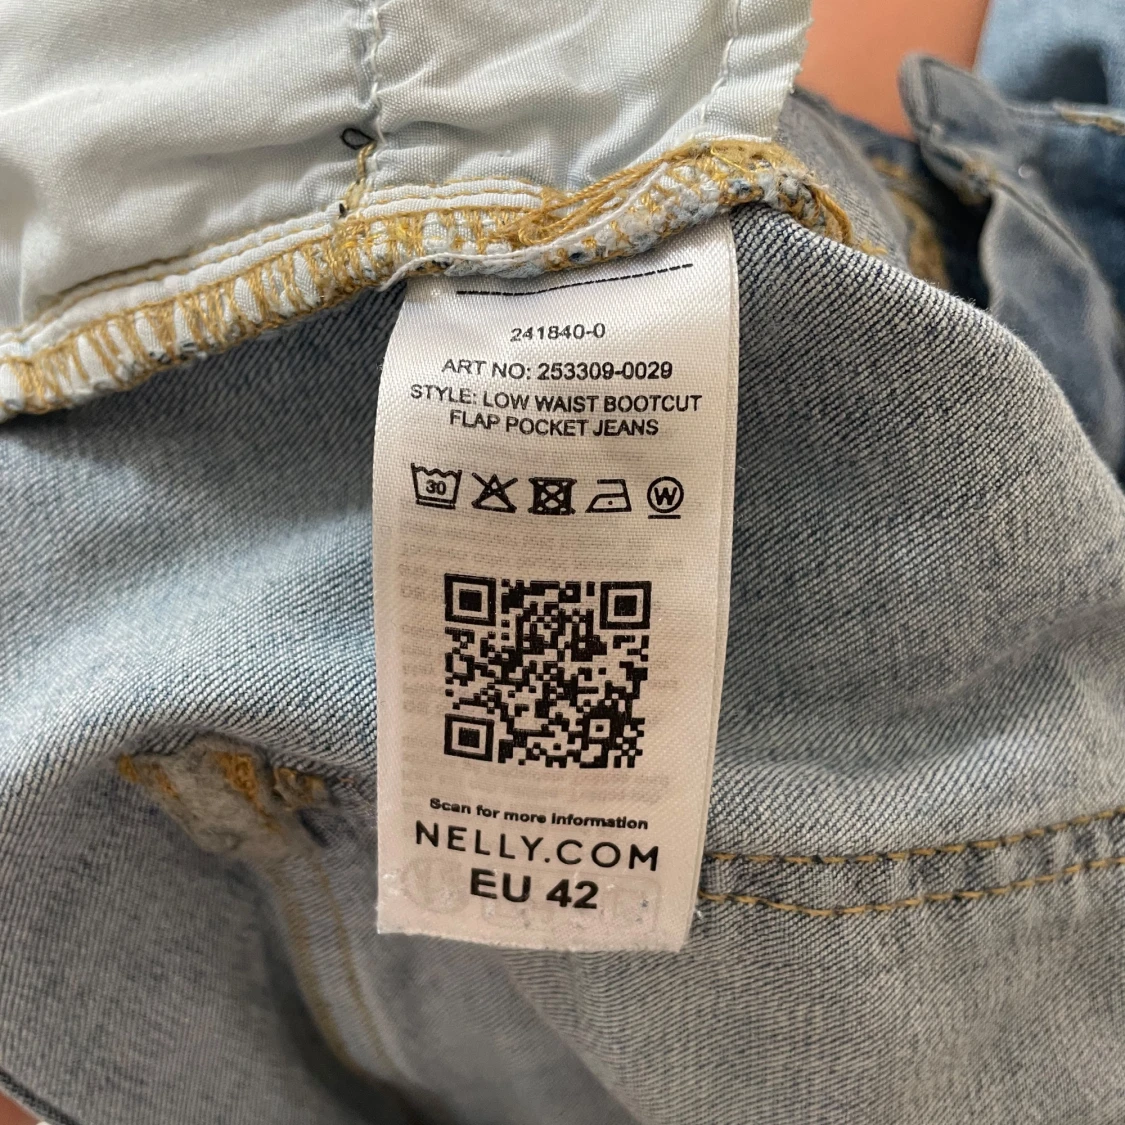 241840-0
ART NO: 253309-0029
STYLE: LOW WAIST BOOTCUT
FLAP POCKET JEANS
30 W
Scan for more information
NELLY.COM
EU 42